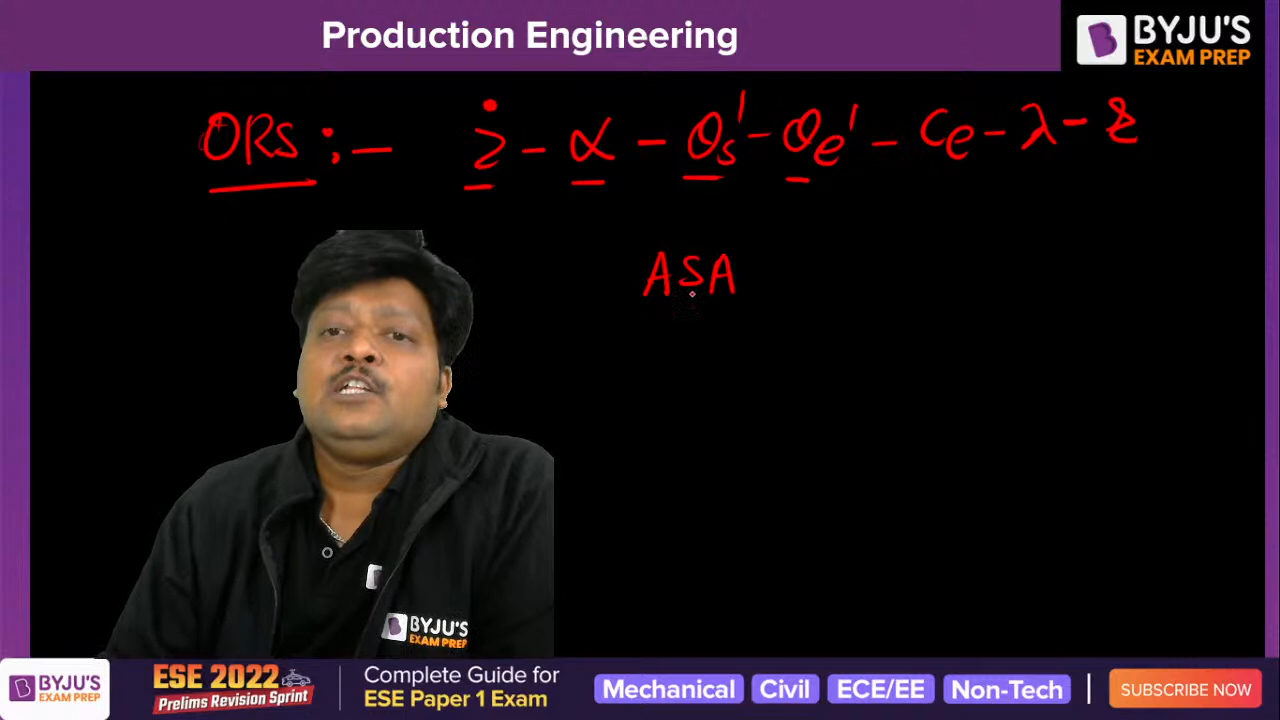 Production Engineering
BYJU'S
EXAM PREP
ORS :- i - α - θs' - θe' - Ce - λ - z
ASA
BYJU'S
EXAM PREP
BYJU'S
EXAM PREP
ESE 2022
Prelims Revision Sprint
Complete Guide for
ESE Paper 1 Exam
Mechanical
Civil
ECE/EE
Non-Tech
SUBSCRIBE NOW